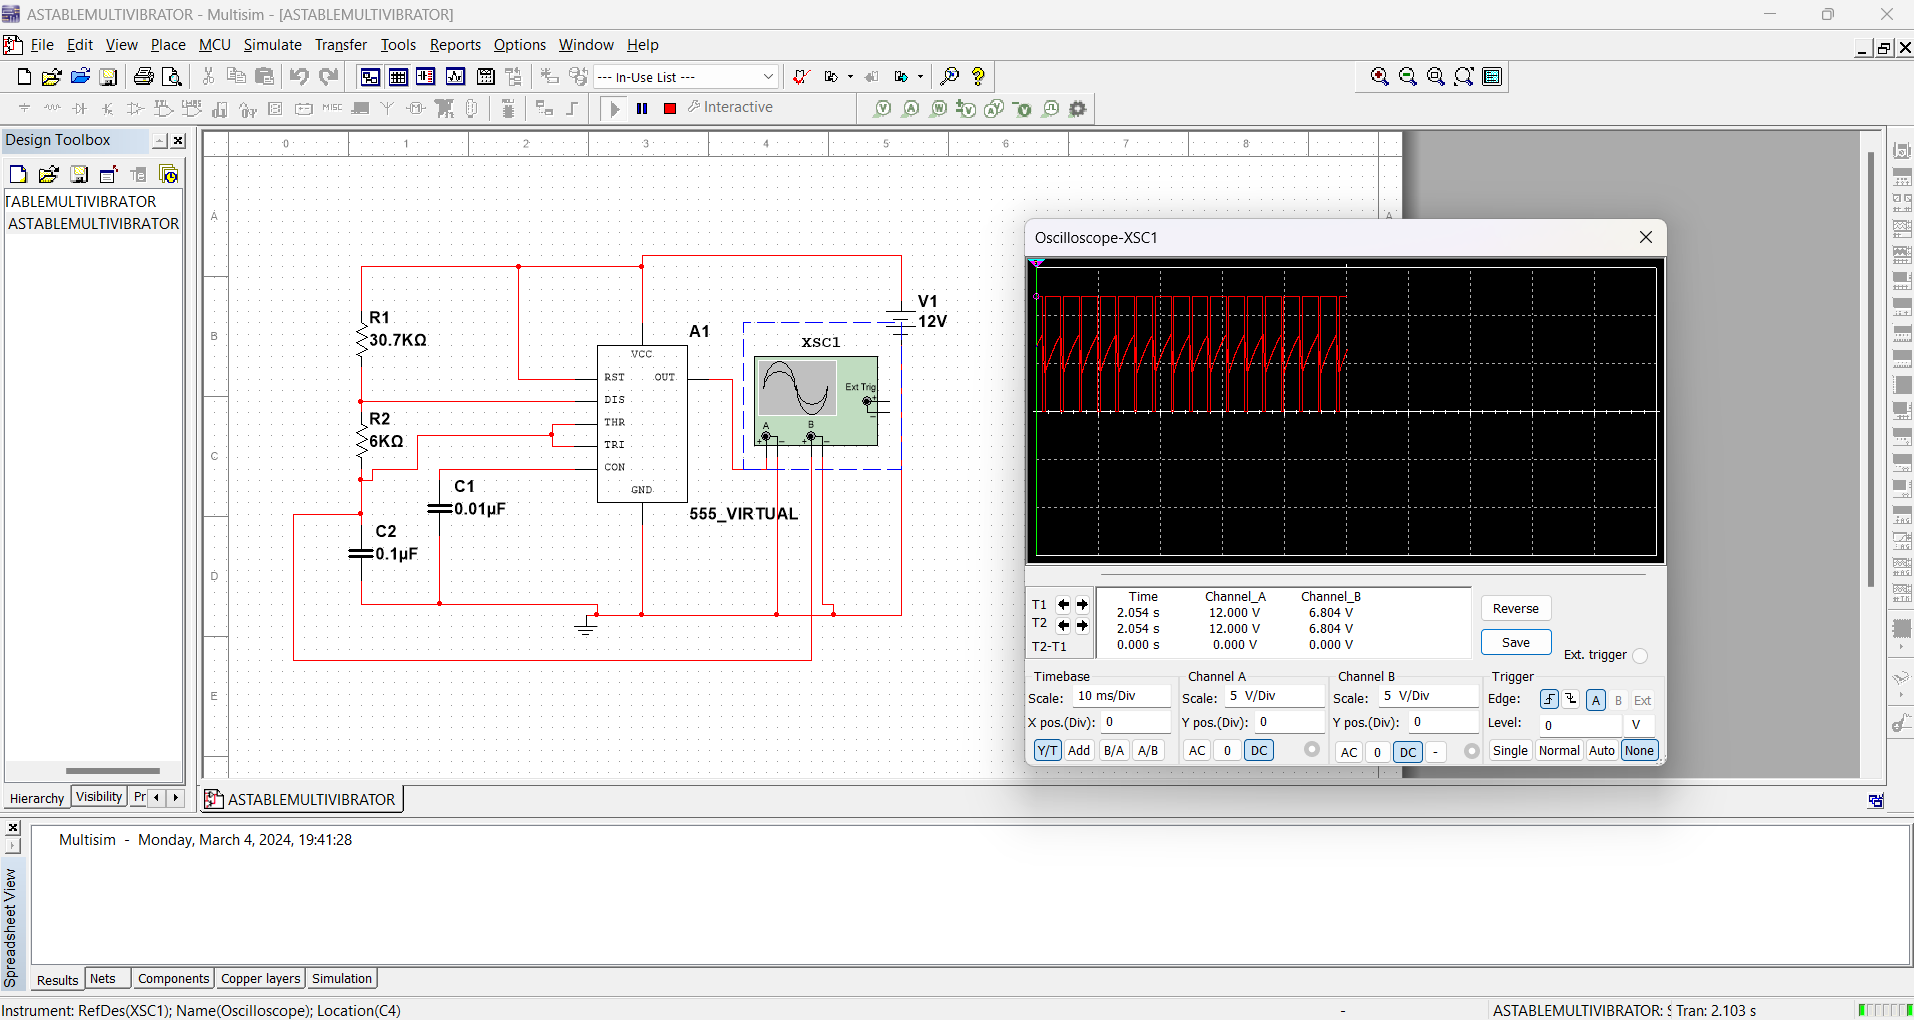 ASTABLEMULTIVIBRATOR - Multisim - [ASTABLEMULTIVIBRATOR]
File Edit View Place MCU Simulate Transfer Tools Reports Options Window Help
--- In-Use List ---
MISC
Interactive
Design Toolbox
TABLEMULTIVIBRATOR
ASTABLEMULTIVIBRATOR
Hierarchy Visibility Pr
0 1 2 3 4 5 6 7 8
A
B
C
D
E
A
R1
30.7KΩ
R2
6KΩ
C1
0.01µF
C2
0.1µF
A1
VCC
RST OUT
DIS
THR
TRI
CON
GND
555_VIRTUAL
XSC1
Ext Trig
+
-
A B
+ - + -
V1
12V
Oscilloscope-XSC1
Time Channel_A Channel_B
T1 2.054 s 12.000 V 6.804 V
T2 2.054 s 12.000 V 6.804 V
T2-T1 0.000 s 0.000 V 0.000 V
Reverse
Save
Ext. trigger
Timebase
Scale: 10 ms/Div
X pos.(Div): 0
Y/T Add B/A A/B
Channel A
Scale: 5 V/Div
Y pos.(Div): 0
AC 0 DC
Channel B
Scale: 5 V/Div
Y pos.(Div): 0
AC 0 DC -
Trigger
Edge: A B Ext
Level: 0 V
Single Normal Auto None
ASTABLEMULTIVIBRATOR
Multisim - Monday, March 4, 2024, 19:41:28
Spreadsheet View
Results Nets Components Copper layers Simulation
Instrument: RefDes(XSC1); Name(Oscilloscope); Location(C4)
-
ASTABLEMULTIVIBRATOR: Tran: 2.103 s